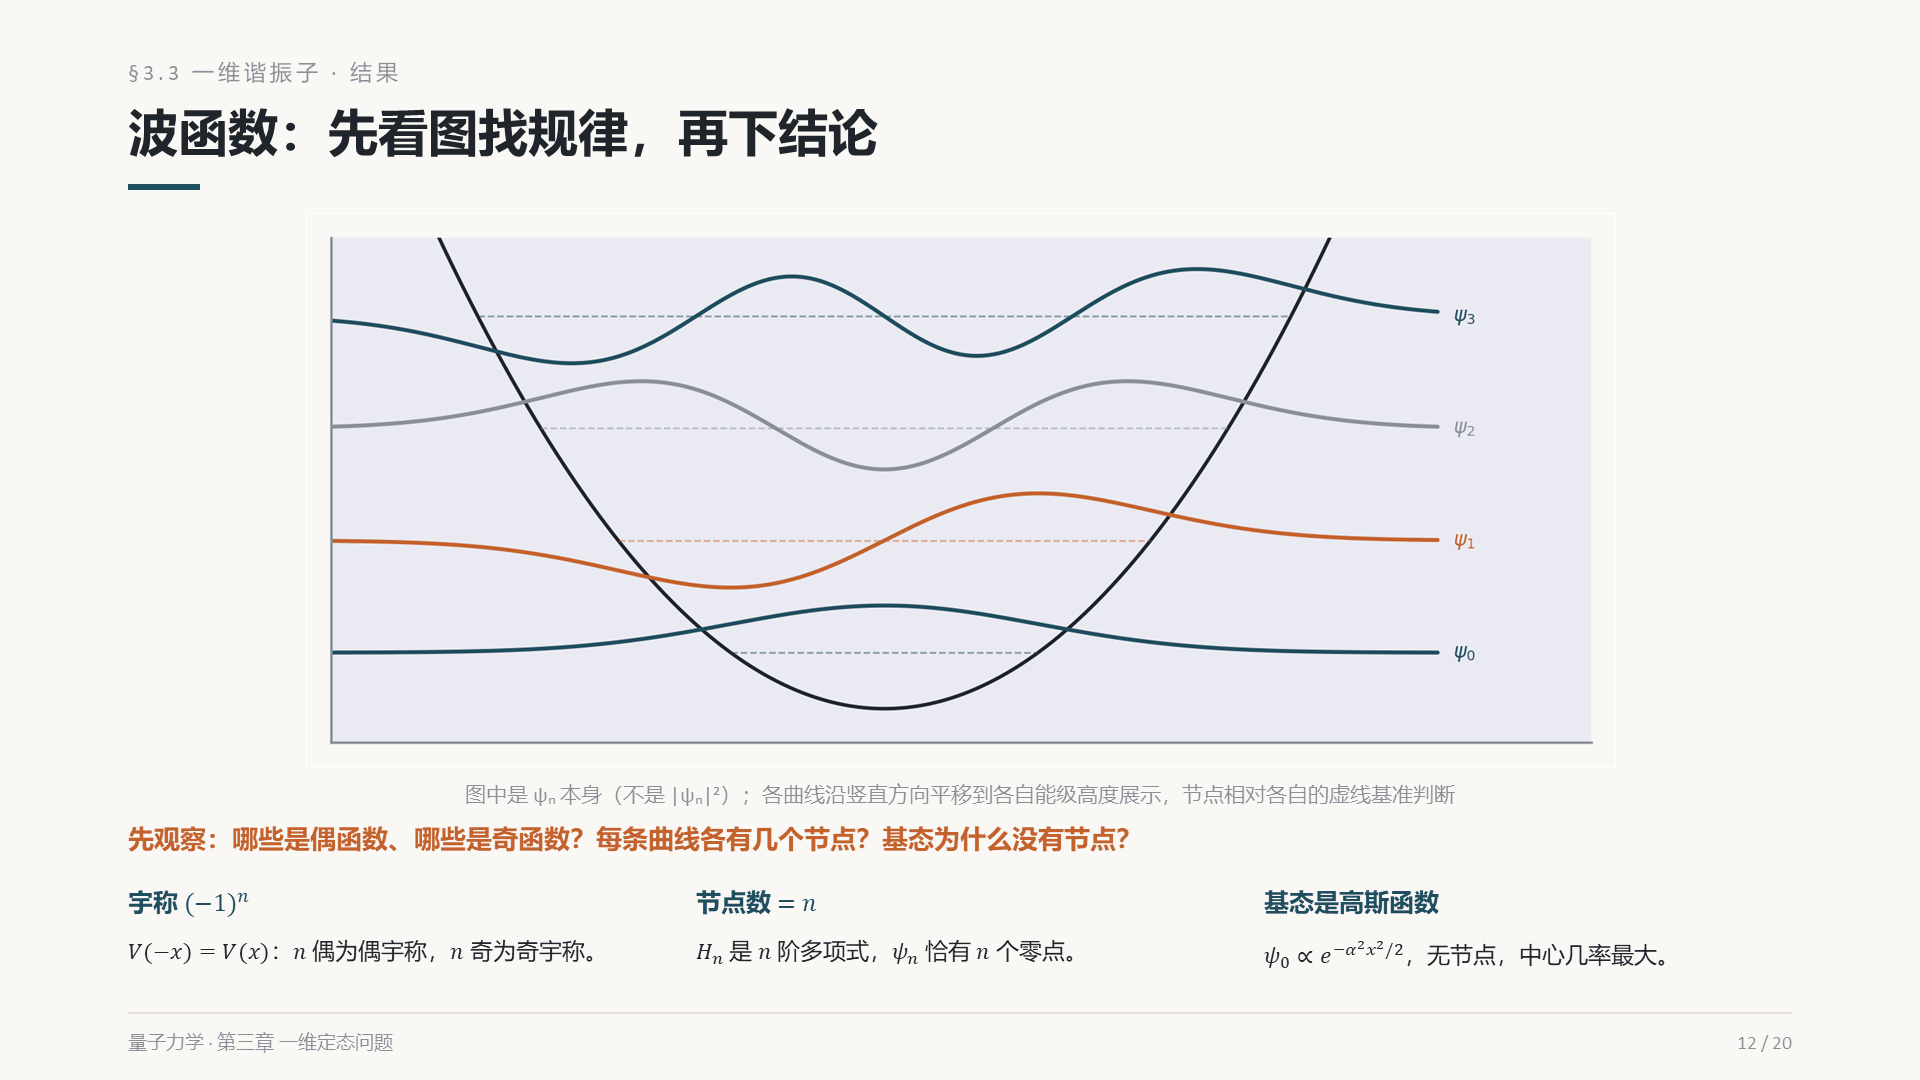 §3.3 一维谐振子 · 结果
波函数：先看图找规律，再下结论
ψ₃
ψ₂
ψ₁
ψ₀
图中是 ψₙ 本身（不是 |ψₙ|²）；各曲线沿竖直方向平移到各自能级高度展示，节点相对各自的虚线基准判断
先观察：哪些是偶函数、哪些是奇函数？每条曲线各有几个节点？基态为什么没有节点？
宇称 (−1)ⁿ
V(−x) = V(x)：n 偶为偶宇称，n 奇为奇宇称。
节点数 = n
Hₙ 是 n 阶多项式，ψₙ 恰有 n 个零点。
基态是高斯函数
ψ₀ ∝ e^{−α²x²/2}，无节点，中心几率最大。
量子力学 · 第三章 一维定态问题
12 / 20